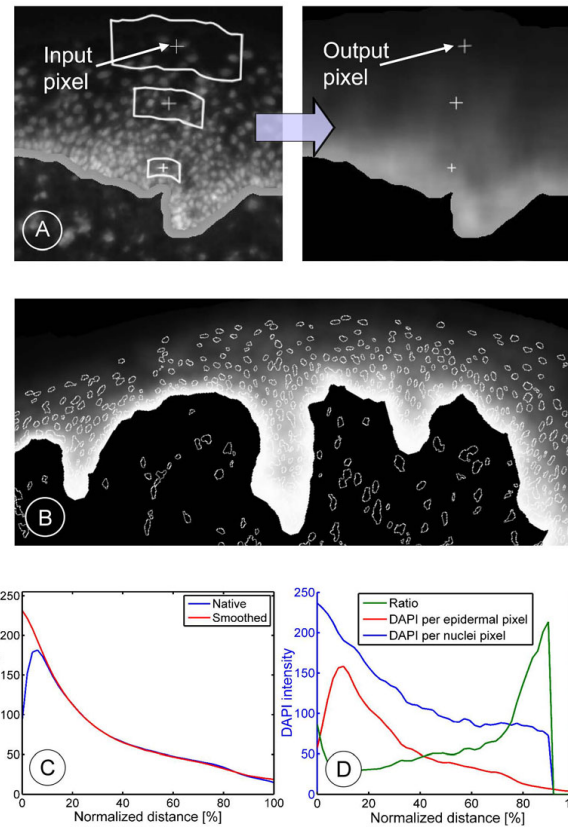 Input
pixel
Output
pixel
A
B
250
200
150
100
50
0
0 20 40 60 80 100
Normalized distance [%]
Native
Smoothed
C
DAPI intensity
250
200
150
100
50
0
0 20 40 60 80
Normalized distance [%]
Ratio
DAPI per epidermal pixel
DAPI per nuclei pixel
D